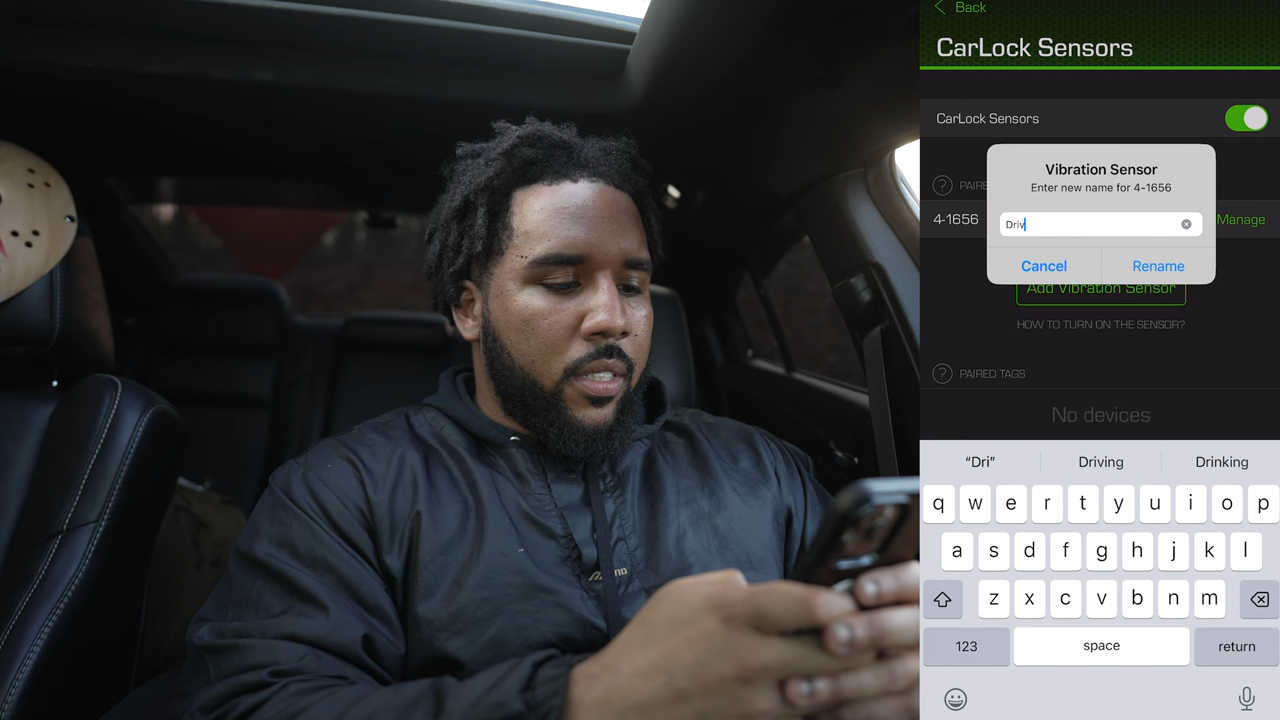 Back
CarLock Sensors
CarLock Sensors
Vibration Sensor
Enter new name for 4-1656
PAIRE
4-1656
Manage
Driv
Cancel
Rename
Add Vibration Sensor
HOW TO TURN ON THE SENSOR?
PAIRED TAGS
No devices
“Dri”
Driving
Drinking
q w e r t y u i o p
a s d f g h j k l
z x c v b n m
123
space
return